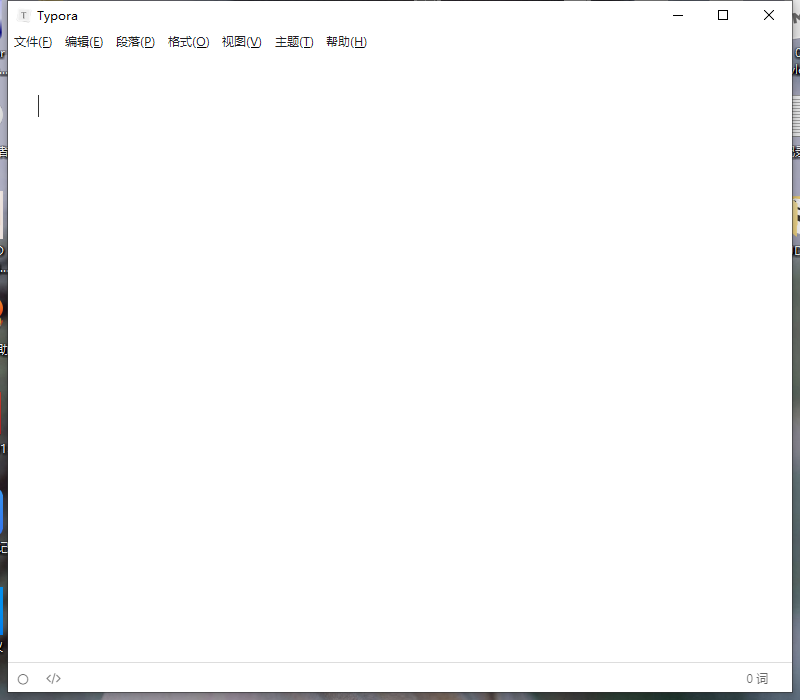 T Typora
文件(F) 编辑(E) 段落(P) 格式(O) 视图(V) 主题(T) 帮助(H)
</> 0 词